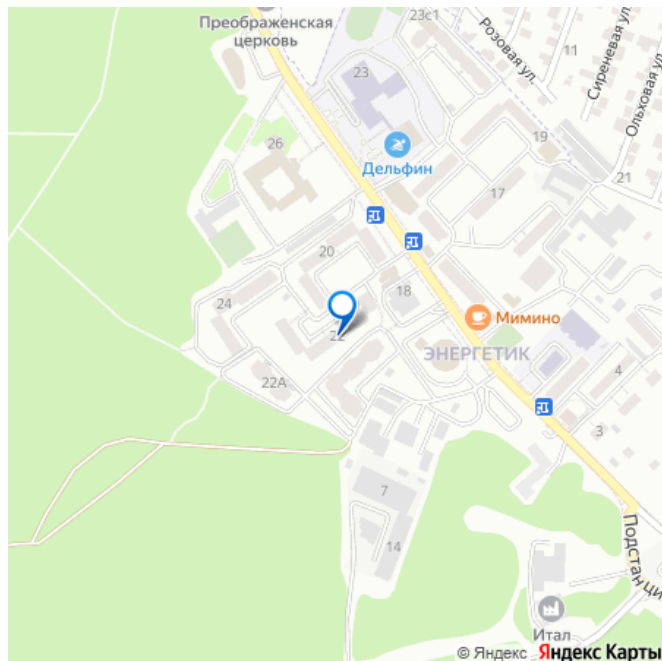 Преображенская
церковь
23с1
Розовая ул.
Сиреневая ул.
Ольховая ул.
11
23
26
Дельфин
19
21
17
20
18
24
22
Мимино
ЭНЕРГЕТИК
22А
4
3
7
14
Подстанци
Итал
© Яндекс Яндекс Карты